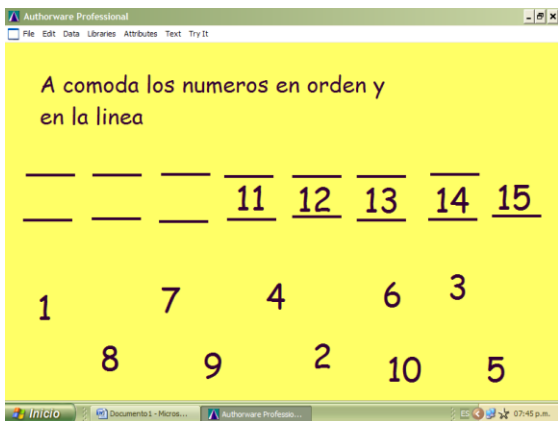 Authorware Professional
File Edit Data Libraries Attributes Text Try It
A comoda los numeros en orden y
en la linea
11 12 13 14 15
1 7 4 6 3
8 9 2 10 5
Inicio Documento1 - Micros... Authorware Professio... 07:45 p.m.